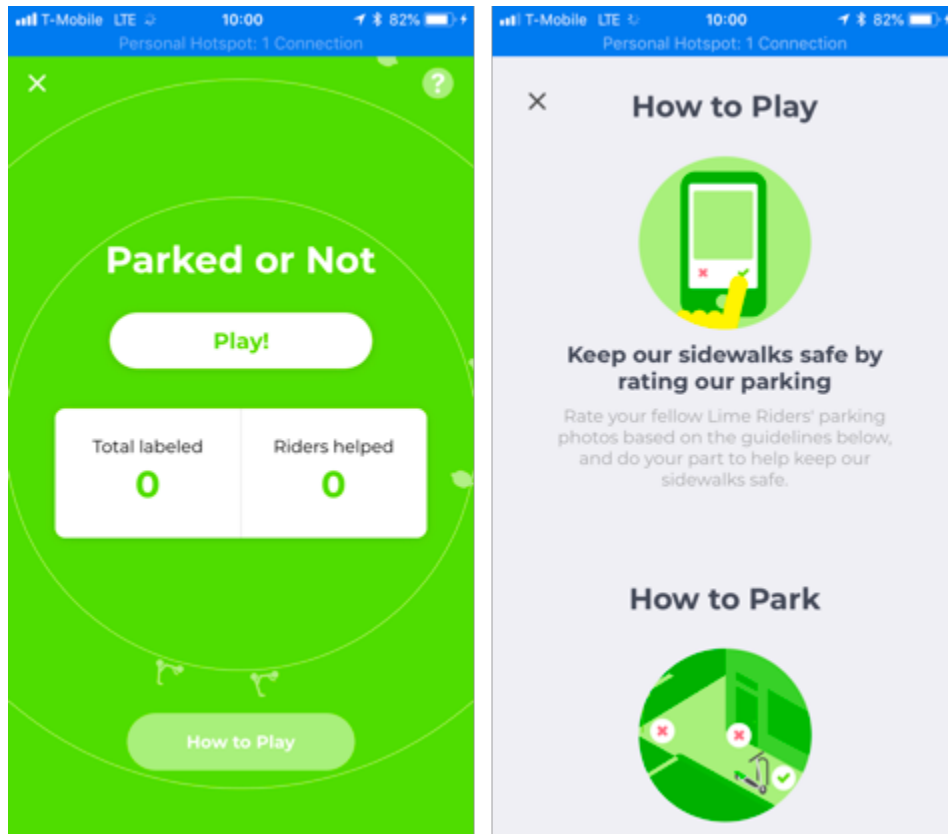 T-Mobile LTE 10:00 82%
Personal Hotspot: 1 Connection
?
Parked or Not
Play!
Total labeled Riders helped
0 0
How to Play
T-Mobile LTE 10:00 82%
Personal Hotspot: 1 Connection
How to Play
Keep our sidewalks safe by
rating our parking
Rate your fellow Lime Riders' parking
photos based on the guidelines below,
and do your part to help keep our
sidewalks safe.
How to Park